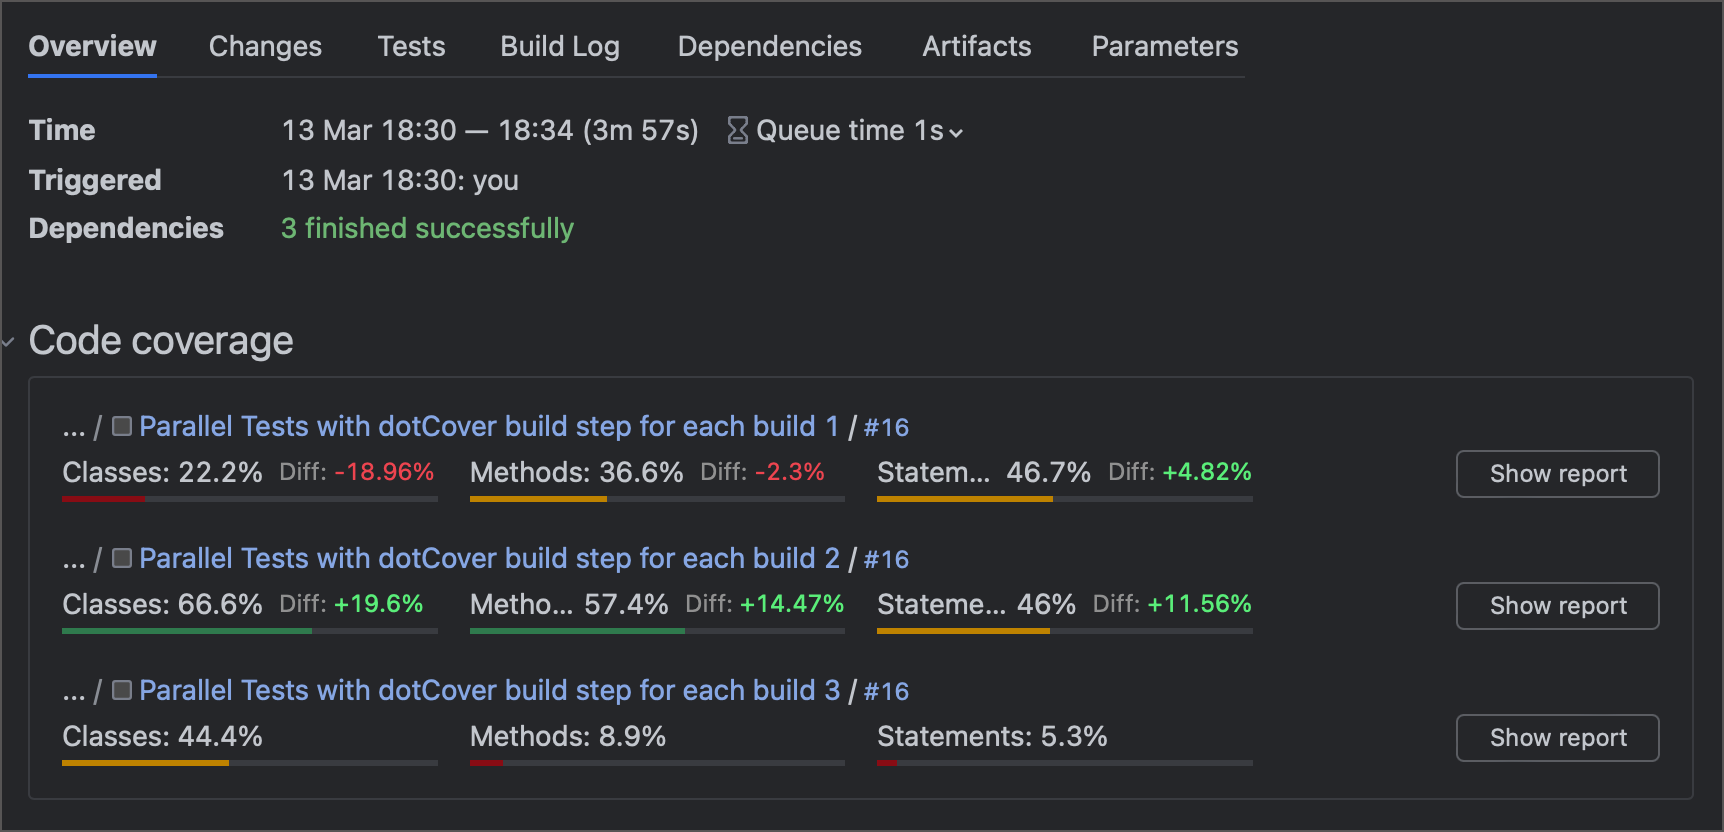 Overview Changes Tests Build Log Dependencies Artifacts Parameters
Time 13 Mar 18:30 — 18:34 (3m 57s) Queue time 1s
Triggered 13 Mar 18:30: you
Dependencies 3 finished successfully
Code coverage
... / Parallel Tests with dotCover build step for each build 1 / #16
Classes: 22.2% Diff: -18.96% Methods: 36.6% Diff: -2.3% Statem... 46.7% Diff: +4.82% Show report
... / Parallel Tests with dotCover build step for each build 2 / #16
Classes: 66.6% Diff: +19.6% Metho... 57.4% Diff: +14.47% Stateme... 46% Diff: +11.56% Show report
... / Parallel Tests with dotCover build step for each build 3 / #16
Classes: 44.4% Methods: 8.9% Statements: 5.3% Show report